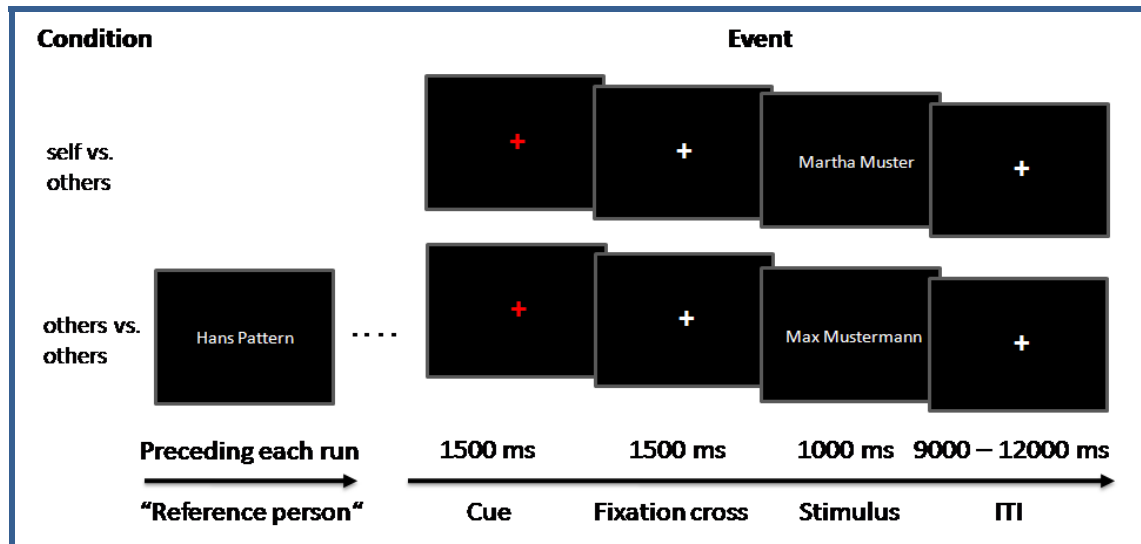 Condition
Event
self vs.
others
+
+
Martha Muster
+
others vs.
others
Hans Pattern
....
+
+
Max Mustermann
+
Preceding each run
1500 ms
1500 ms
1000 ms
9000 – 12000 ms
“Reference person“
Cue
Fixation cross
Stimulus
ITI